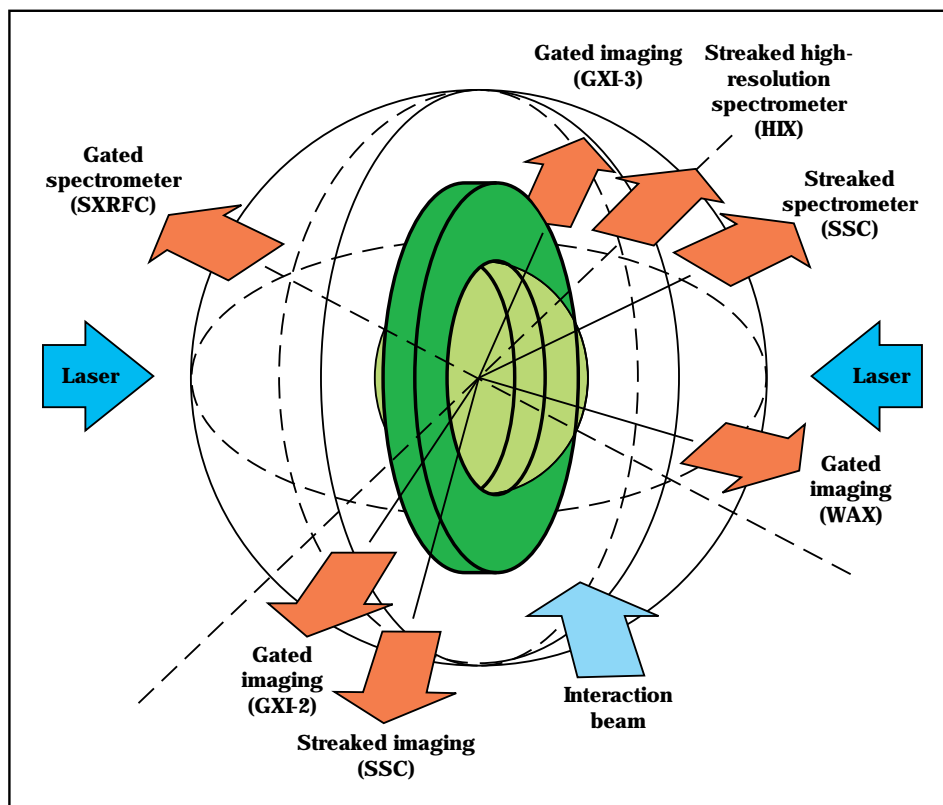 Gated imaging
(GXI-3)
Streaked high-
resolution
spectrometer
(HIX)
Gated
spectrometer
(SXRFC)
Streaked
spectrometer
(SSC)
Laser
Laser
Gated
imaging
(WAX)
Gated
imaging
(GXI-2)
Interaction
beam
Streaked imaging
(SSC)